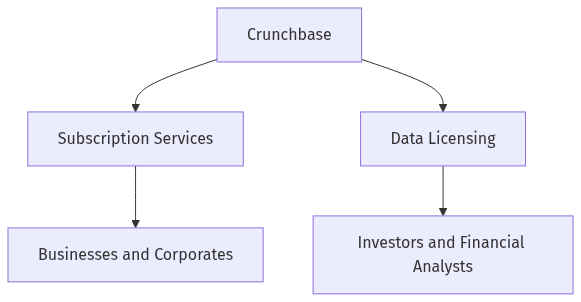 Crunchbase
Subscription Services
Data Licensing
Businesses and Corporates
Investors and Financial
Analysts